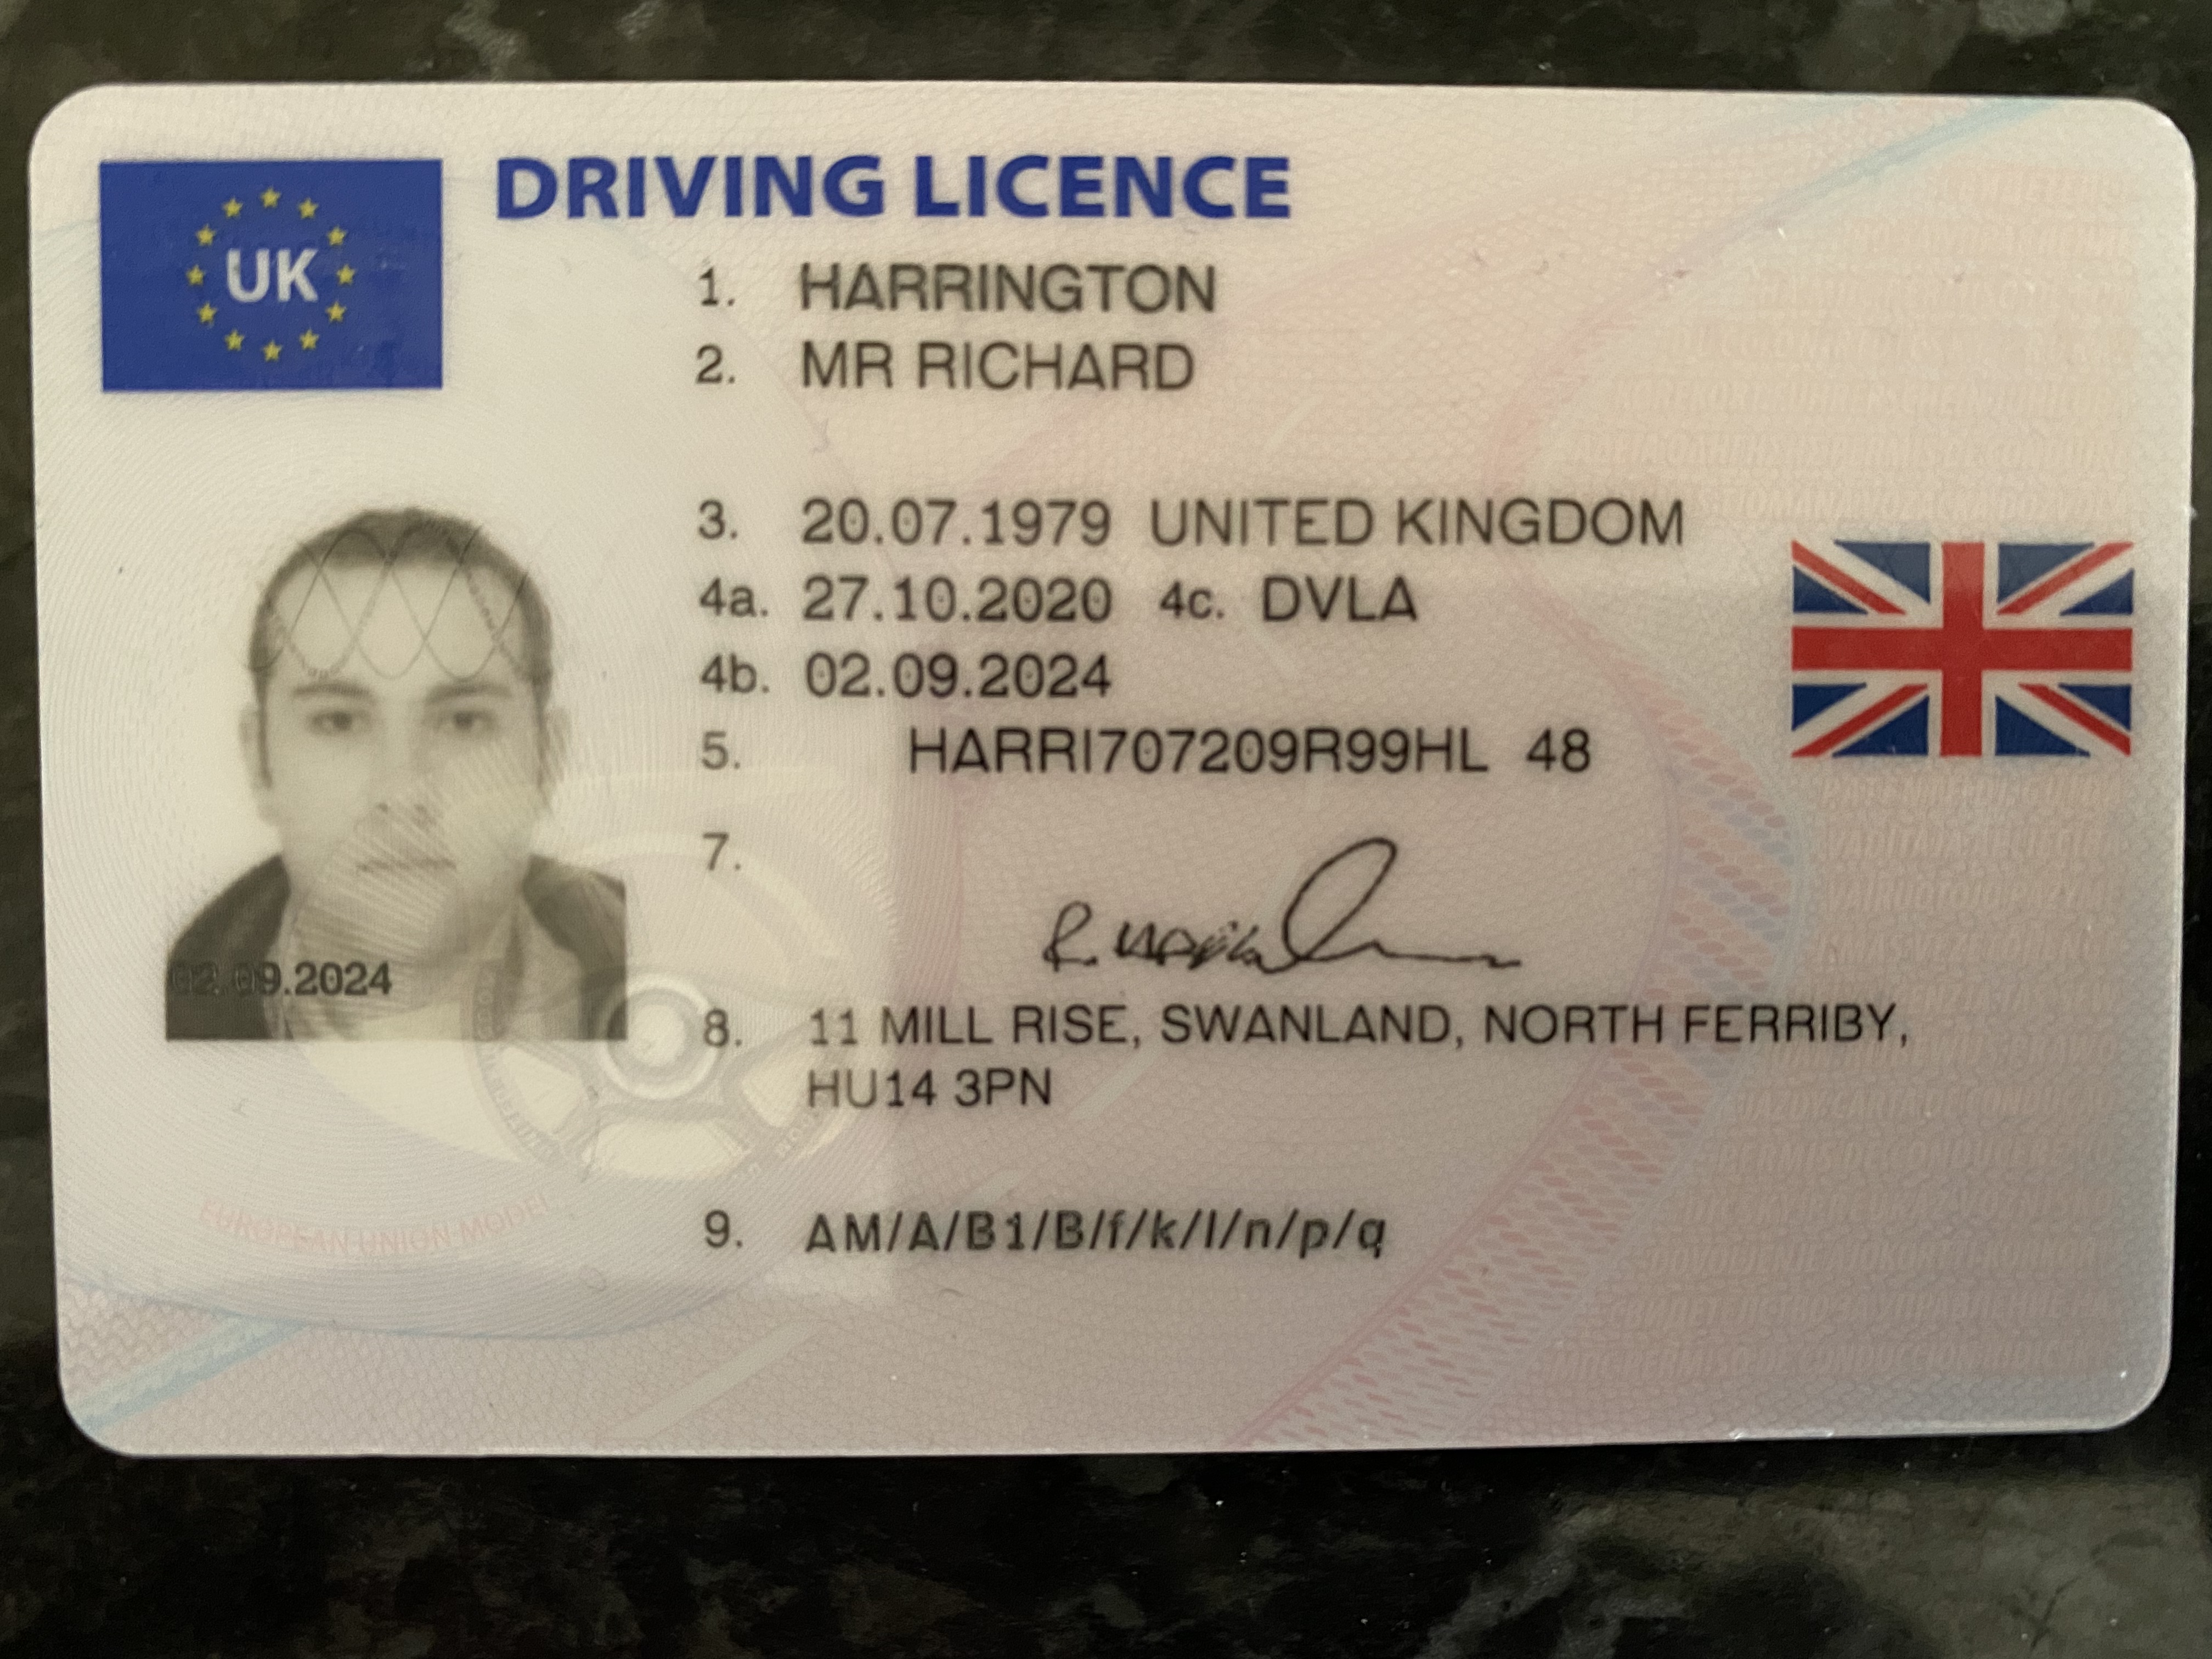 UK
DRIVING LICENCE
1. HARRINGTON
2. MR RICHARD
3. 20.07.1979 UNITED KINGDOM
4a. 27.10.2020 4c. DVLA
4b. 02.09.2024
5. HARRI707209R99HL 48
7.
8. 11 MILL RISE, SWANLAND, NORTH FERRIBY,
HU14 3PN
9. AM/A/B1/B/f/k/l/n/p/q
02.09.2024